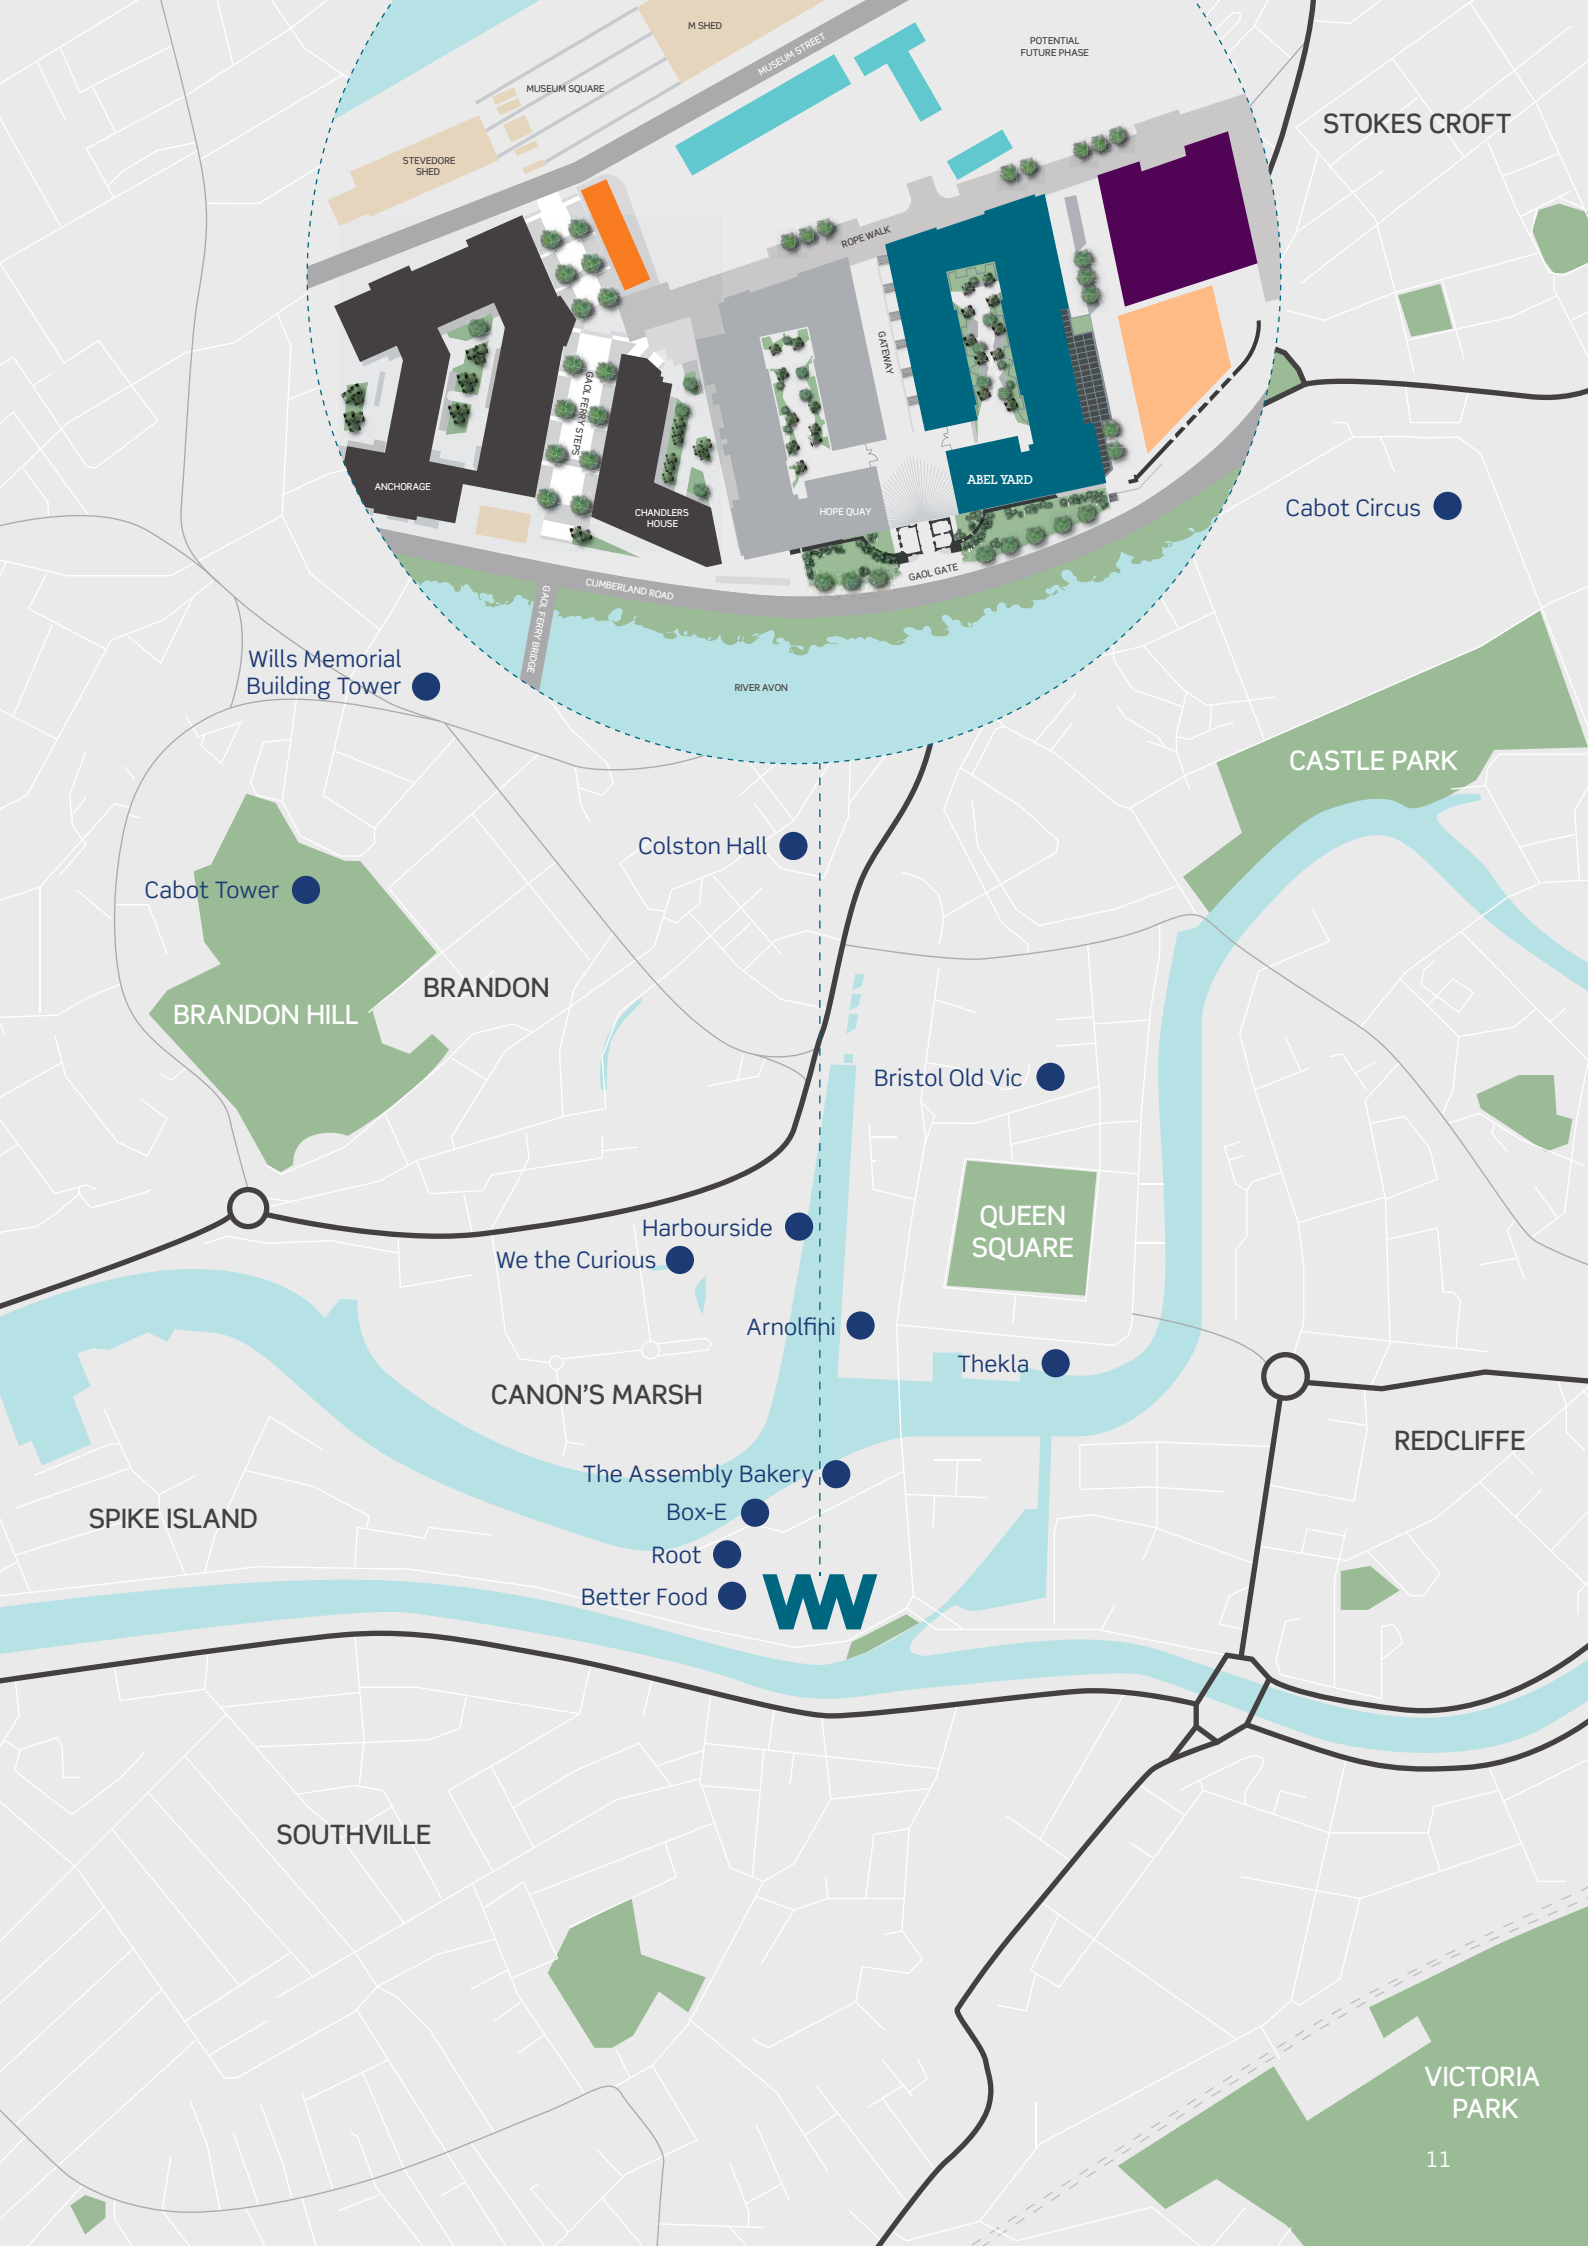 M SHED
MUSEUM STREET
POTENTIAL
FUTURE PHASE
MUSEUM SQUARE
STEVEDORE
SHED
STOKES CROFT
ROPE WALK
GATEWAY
GAOL FERRY STEPS
ABEL YARD
ANCHORAGE
CHANDLERS
HOUSE
HOPE QUAY
GAOL GATE
CUMBERLAND ROAD
GAOL FERRY BRIDGE
RIVER AVON
Cabot Circus
Wills Memorial
Building Tower
CASTLE PARK
Colston Hall
Cabot Tower
BRANDON
BRANDON HILL
Bristol Old Vic
QUEEN
SQUARE
Harbourside
We the Curious
Arnolfini
Thekla
CANON'S MARSH
REDCLIFFE
The Assembly Bakery
Box-E
SPIKE ISLAND
Root
Better Food
W
SOUTHVILLE
VICTORIA
PARK
11